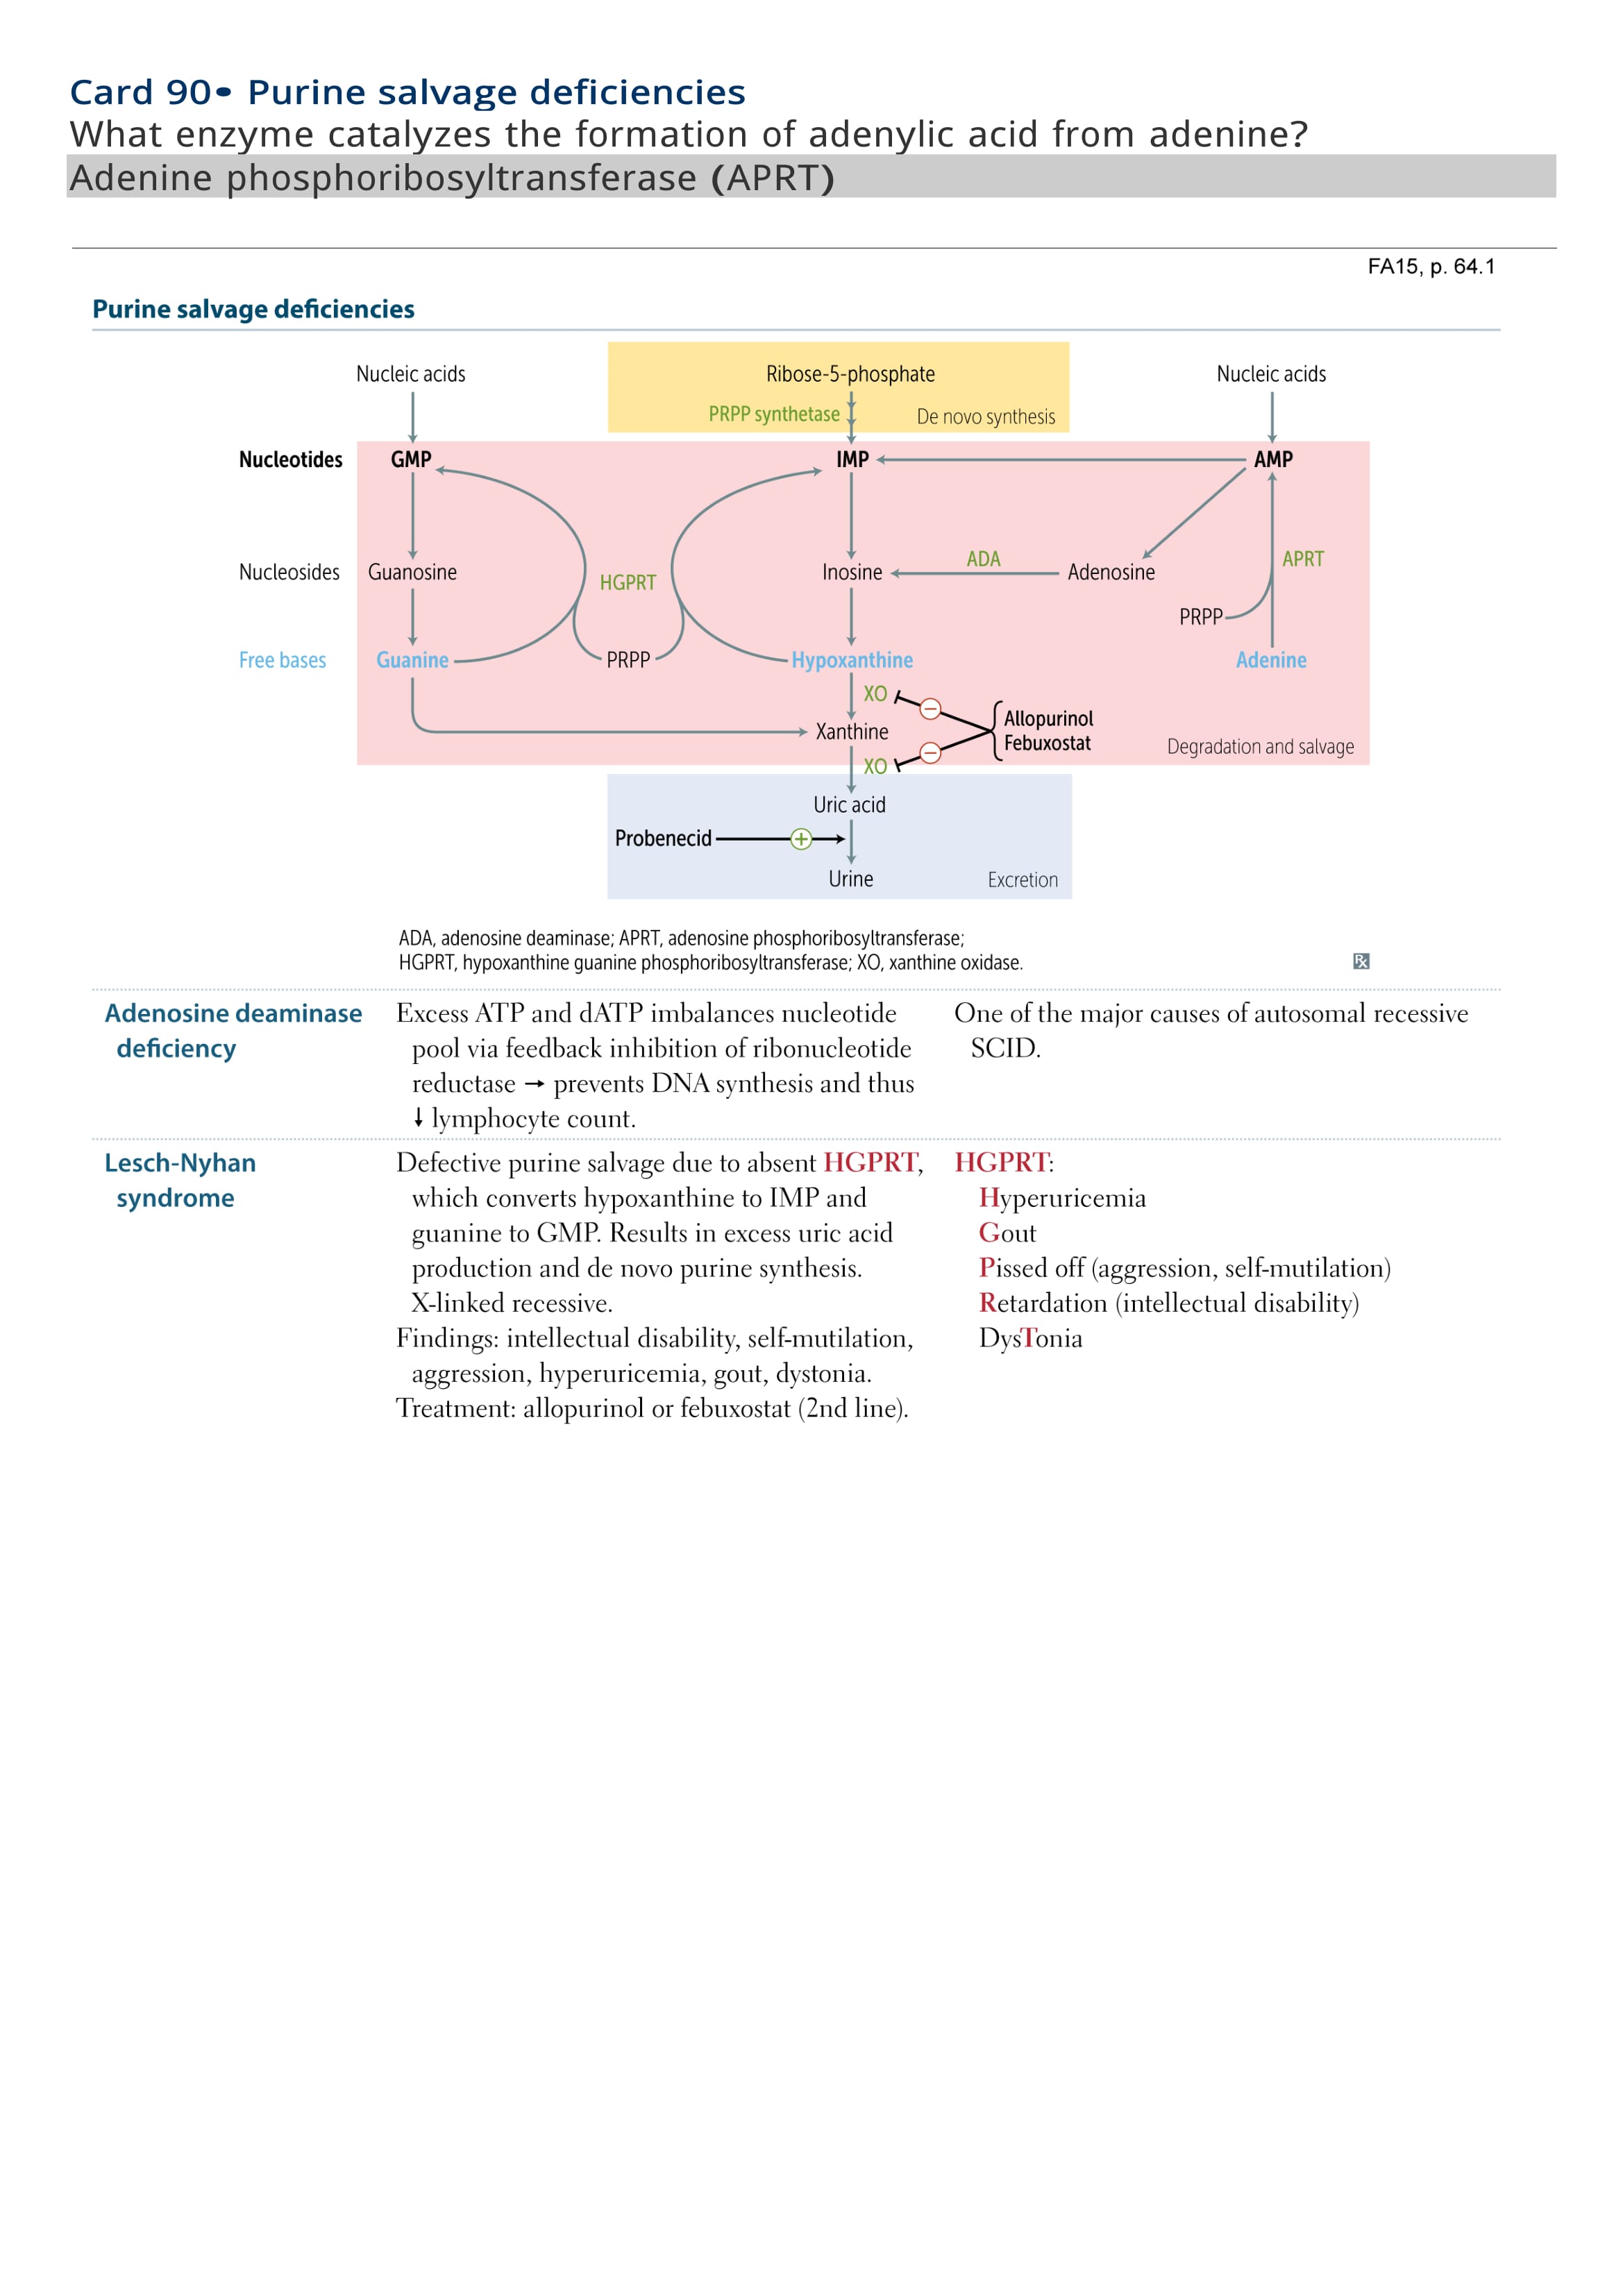 Card 90• Purine salvage deficiencies
What enzyme catalyzes the formation of adenylic acid from adenine?
Adenine phosphoribosyltransferase (APRT)
FA15, p. 64.1
Purine salvage deficiencies
Nucleic acids
Ribose-5-phosphate
Nucleic acids
PRPP synthetase
De novo synthesis
Nucleotides
GMP
IMP
AMP
ADA
APRT
Nucleosides
Guanosine
HGPRT
Inosine
Adenosine
PRPP
Free bases
Guanine
PRPP
Hypoxanthine
Adenine
XO
−
Allopurinol
Febuxostat
Xanthine
Degradation and salvage
−
XO
Uric acid
Probenecid
+
Urine
Excretion
ADA, adenosine deaminase; APRT, adenosine phosphoribosyltransferase;
HGPRT, hypoxanthine guanine phosphoribosyltransferase; XO, xanthine oxidase.
Rx
Adenosine deaminase
deficiency
Excess ATP and dATP imbalances nucleotide
pool via feedback inhibition of ribonucleotide
reductase → prevents DNA synthesis and thus
↓ lymphocyte count.
One of the major causes of autosomal recessive
SCID.
Lesch-Nyhan
syndrome
Defective purine salvage due to absent HGPRT,
which converts hypoxanthine to IMP and
guanine to GMP. Results in excess uric acid
production and de novo purine synthesis.
X-linked recessive.
Findings: intellectual disability, self-mutilation,
aggression, hyperuricemia, gout, dystonia.
Treatment: allopurinol or febuxostat (2nd line).
HGPRT:
Hyperuricemia
Gout
Pissed off (aggression, self-mutilation)
Retardation (intellectual disability)
DysTonia